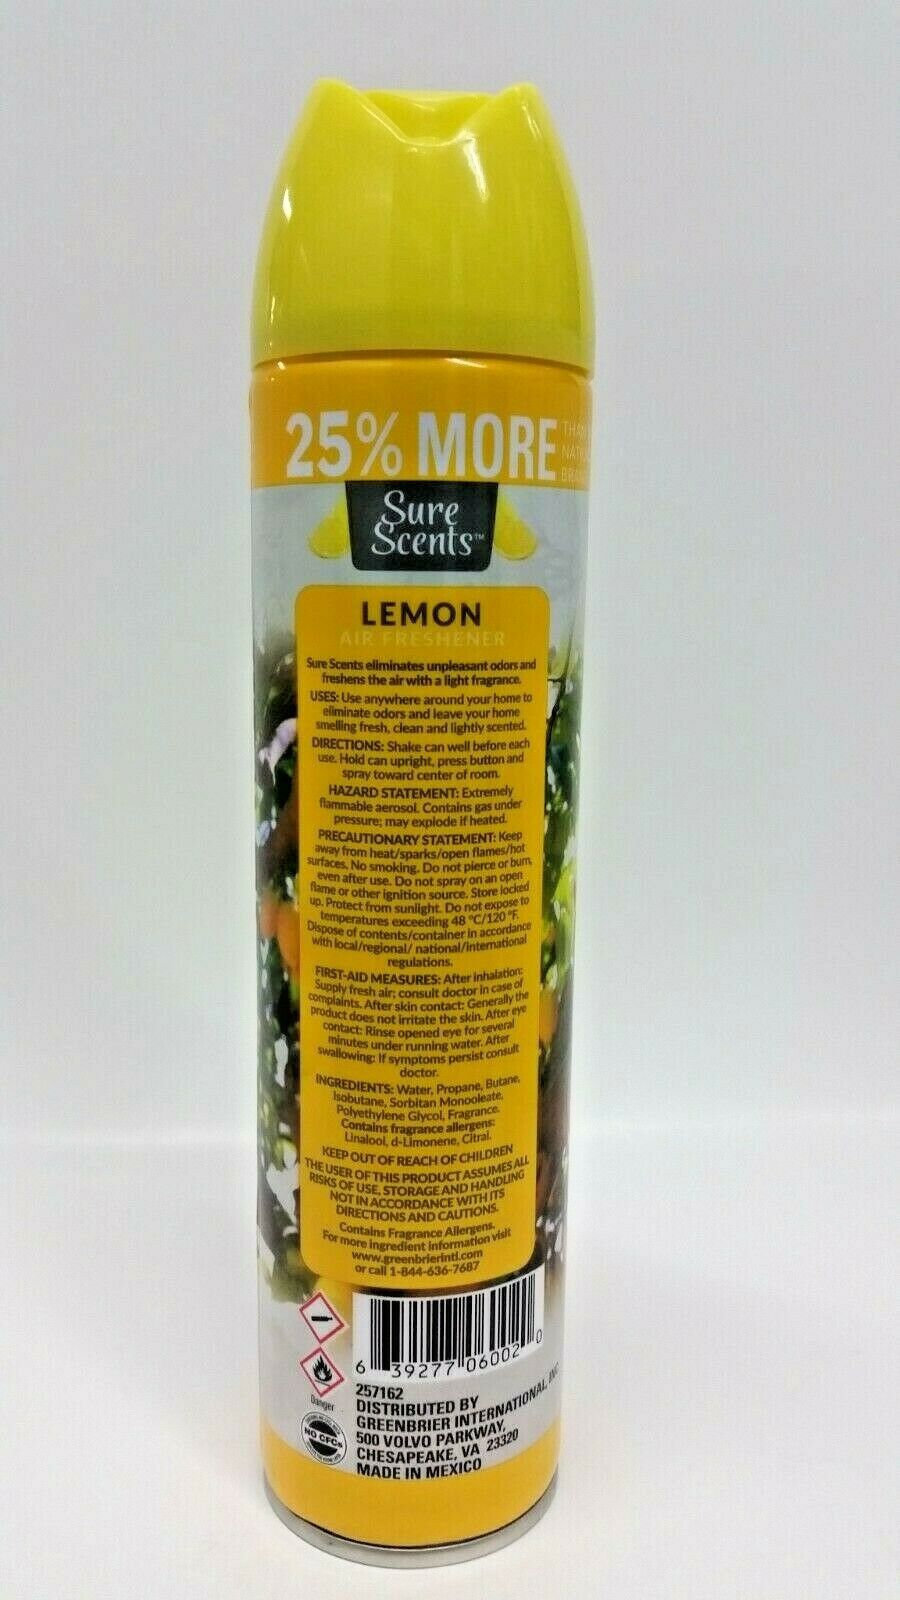 25% MORE
Sure
Scents™
LEMON
AIR FRESHENER
Sure Scents eliminates unpleasant odors and
freshens the air with a light fragrance.
USES: Use anywhere around your home to
eliminate odors and leave your home
smelling fresh, clean and lightly scented.
DIRECTIONS: Shake can well before each
use. Hold can upright, press button and
spray toward center of room.
HAZARD STATEMENT: Extremely
flammable aerosol. Contains gas under
pressure; may explode if heated.
PRECAUTIONARY STATEMENT: Keep
away from heat/sparks/open flames/hot
surfaces. No smoking. Do not pierce or burn,
even after use. Do not spray on an open
flame or other ignition source. Store locked
up. Protect from sunlight. Do not expose to
temperatures exceeding 48 °C/120 °F.
Dispose of contents/container in accordance
with local/regional/ national/international
regulations.
FIRST-AID MEASURES: After inhalation:
Supply fresh air; consult doctor in case of
complaints. After skin contact: Generally the
product does not irritate the skin. After eye
contact: Rinse opened eye for several
minutes under running water. After
swallowing: If symptoms persist consult
doctor.
INGREDIENTS: Water, Propane, Butane,
Isobutane, Sorbitan Monooleate,
Polyethylene Glycol, Fragrance.
Contains fragrance allergens:
Linalool, d-Limonene, Citral.
KEEP OUT OF REACH OF CHILDREN
THE USER OF THIS PRODUCT ASSUMES ALL
RISKS OF USE, STORAGE AND HANDLING
NOT IN ACCORDANCE WITH ITS
DIRECTIONS AND CAUTIONS.
Contains Fragrance Allergens.
For more ingredient information visit
www.greenbrierintl.com
or call 1-844-636-7687
6 39277 06002 0
Danger
NO CFCs
257162
DISTRIBUTED BY
GREENBRIER INTERNATIONAL,
500 VOLVO PARKWAY,
CHESAPEAKE, VA 23320
MADE IN MEXICO